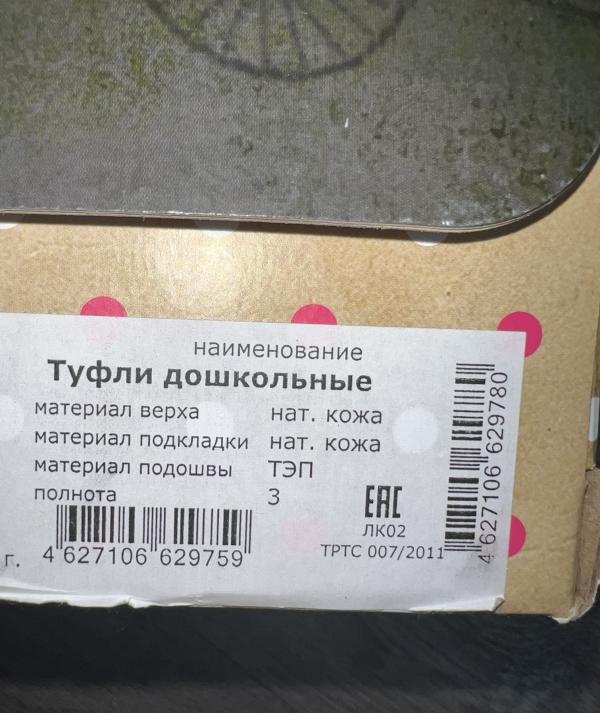 наименование
Туфли дошкольные
материал верха нат. кожа
материал подкладки нат. кожа
материал подошвы ТЭП
полнота 3
EAC
ЛК02
ТРТС 007/2011
г.
4 627106 629759
4 627106 629780